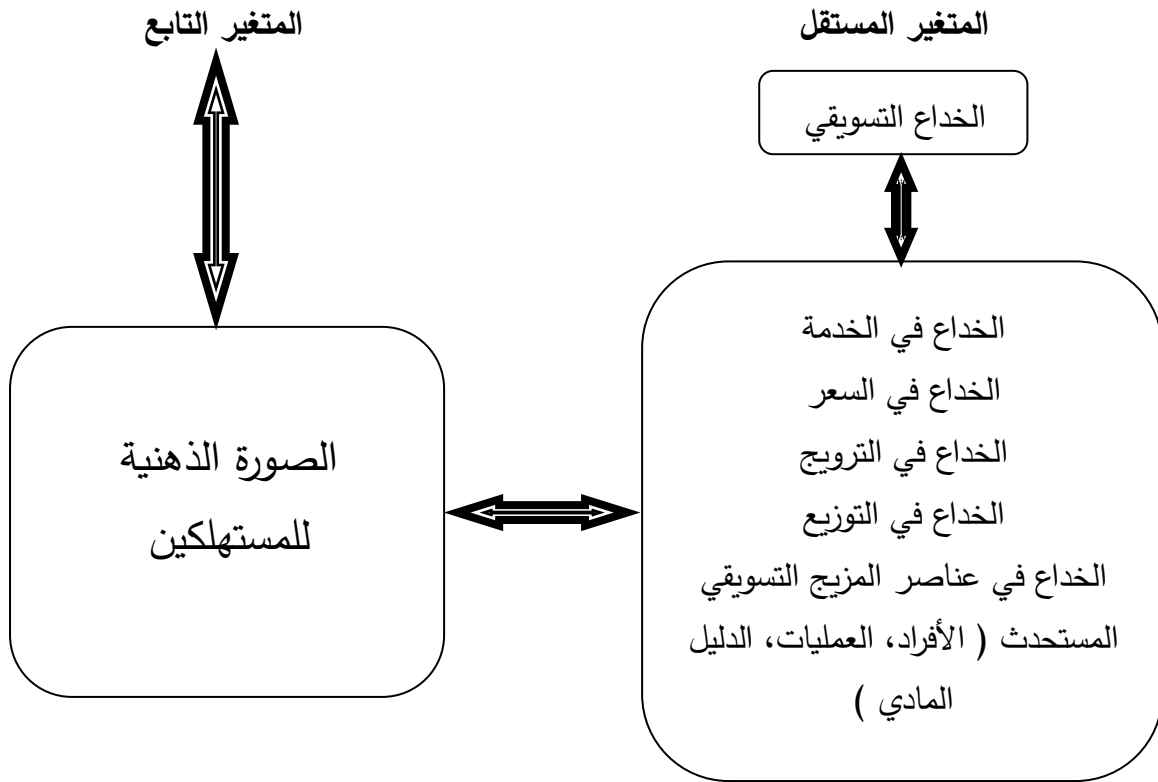 المتغير المستقل
المتغير التابع
الخداع التسويقي
الخداع في الخدمة
الخداع في السعر
الخداع في الترويج
الخداع في التوزيع
الخداع في عناصر المزيج التسويقي
المستحدث ( الأفراد، العمليات، الدليل
المادي )
الصورة الذهنية
للمستهلكين